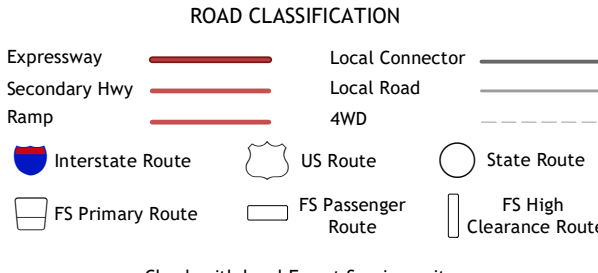 ROAD CLASSIFICATION
Expressway
Local Connector
Secondary Hwy
Local Road
Ramp
4WD
Interstate Route
US Route
State Route
FS Primary Route
FS Passenger
Route
FS High
Clearance Route